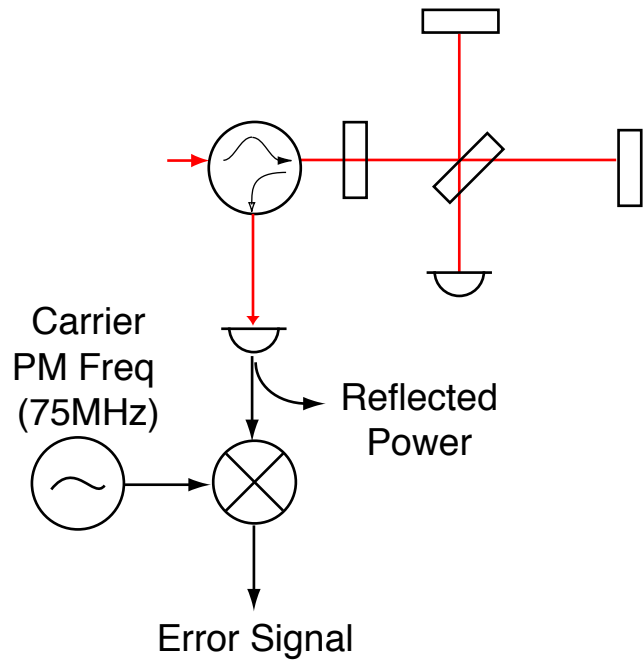 Carrier
PM Freq
(75MHz)
Reflected
Power
Error Signal